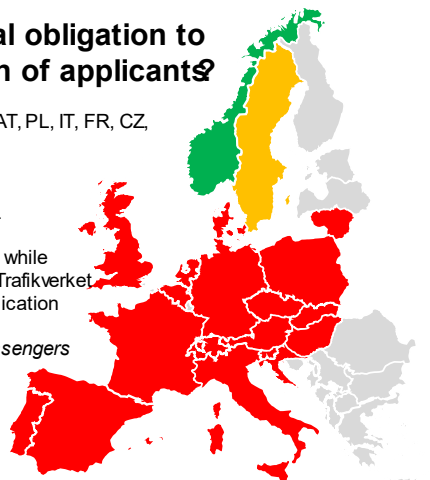 al obligation to
n of applicants?
AT, PL, IT, FR, CZ,
while
Trafikverket
ication
sengers